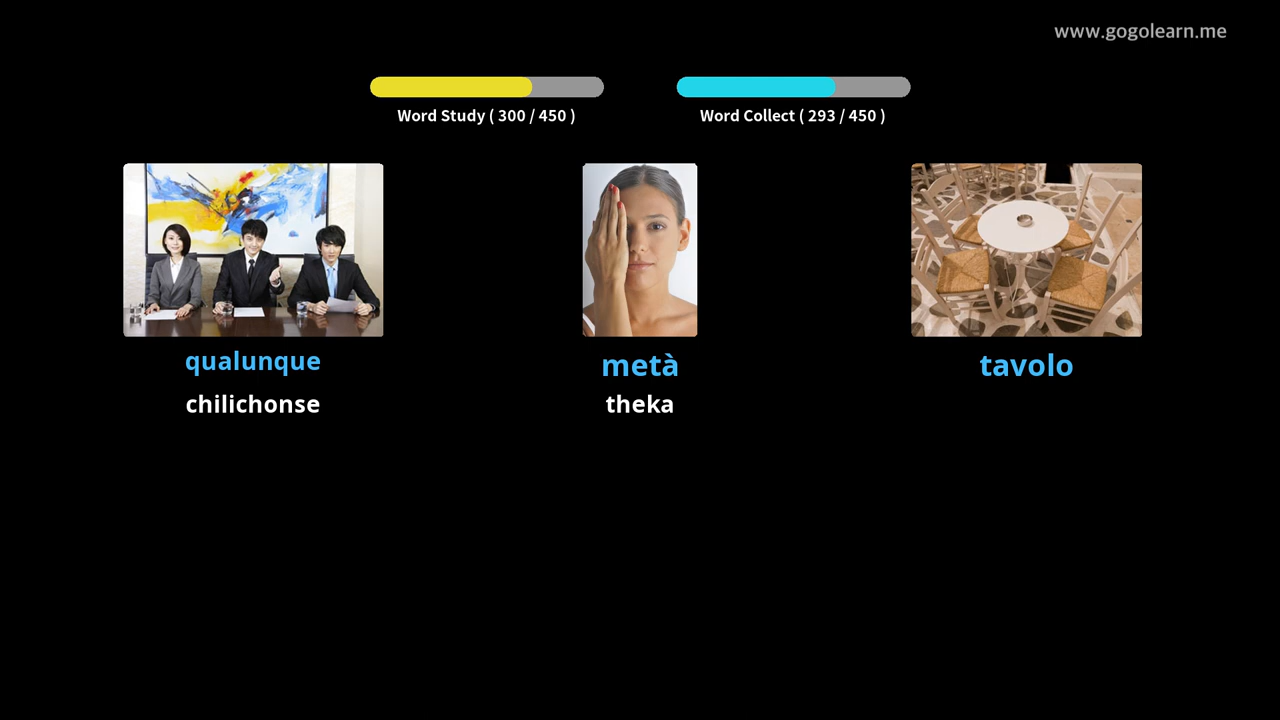 www.gogolearn.me
Word Study ( 300 / 450 )
Word Collect ( 293 / 450 )
qualunque
metà
tavolo
chilichonse
theka